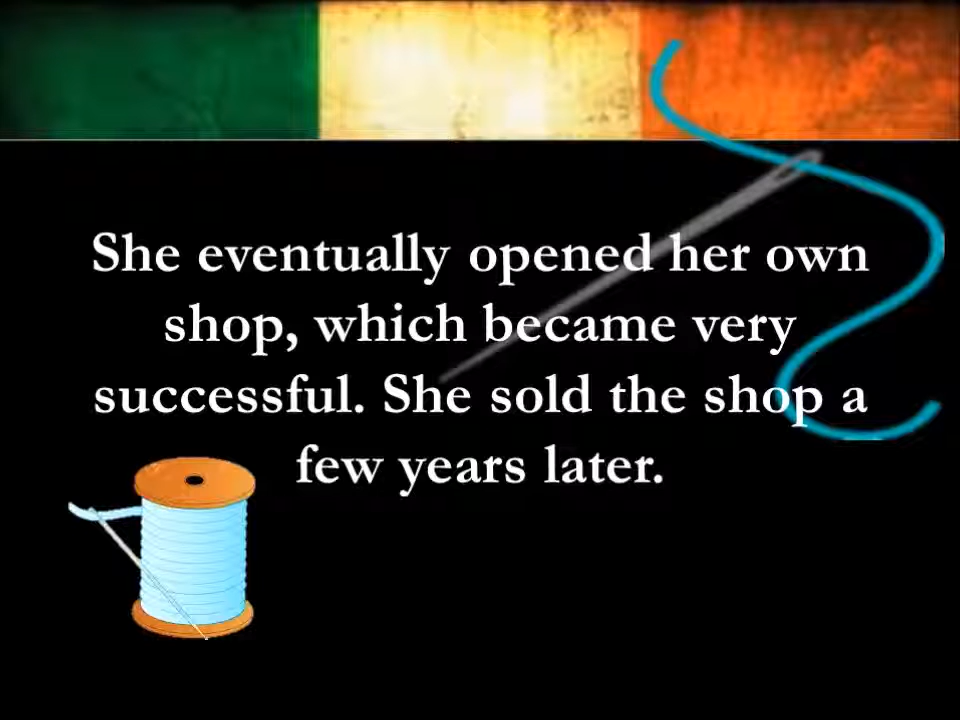 She eventually opened her own
shop, which became very
successful. She sold the shop a
few years later.